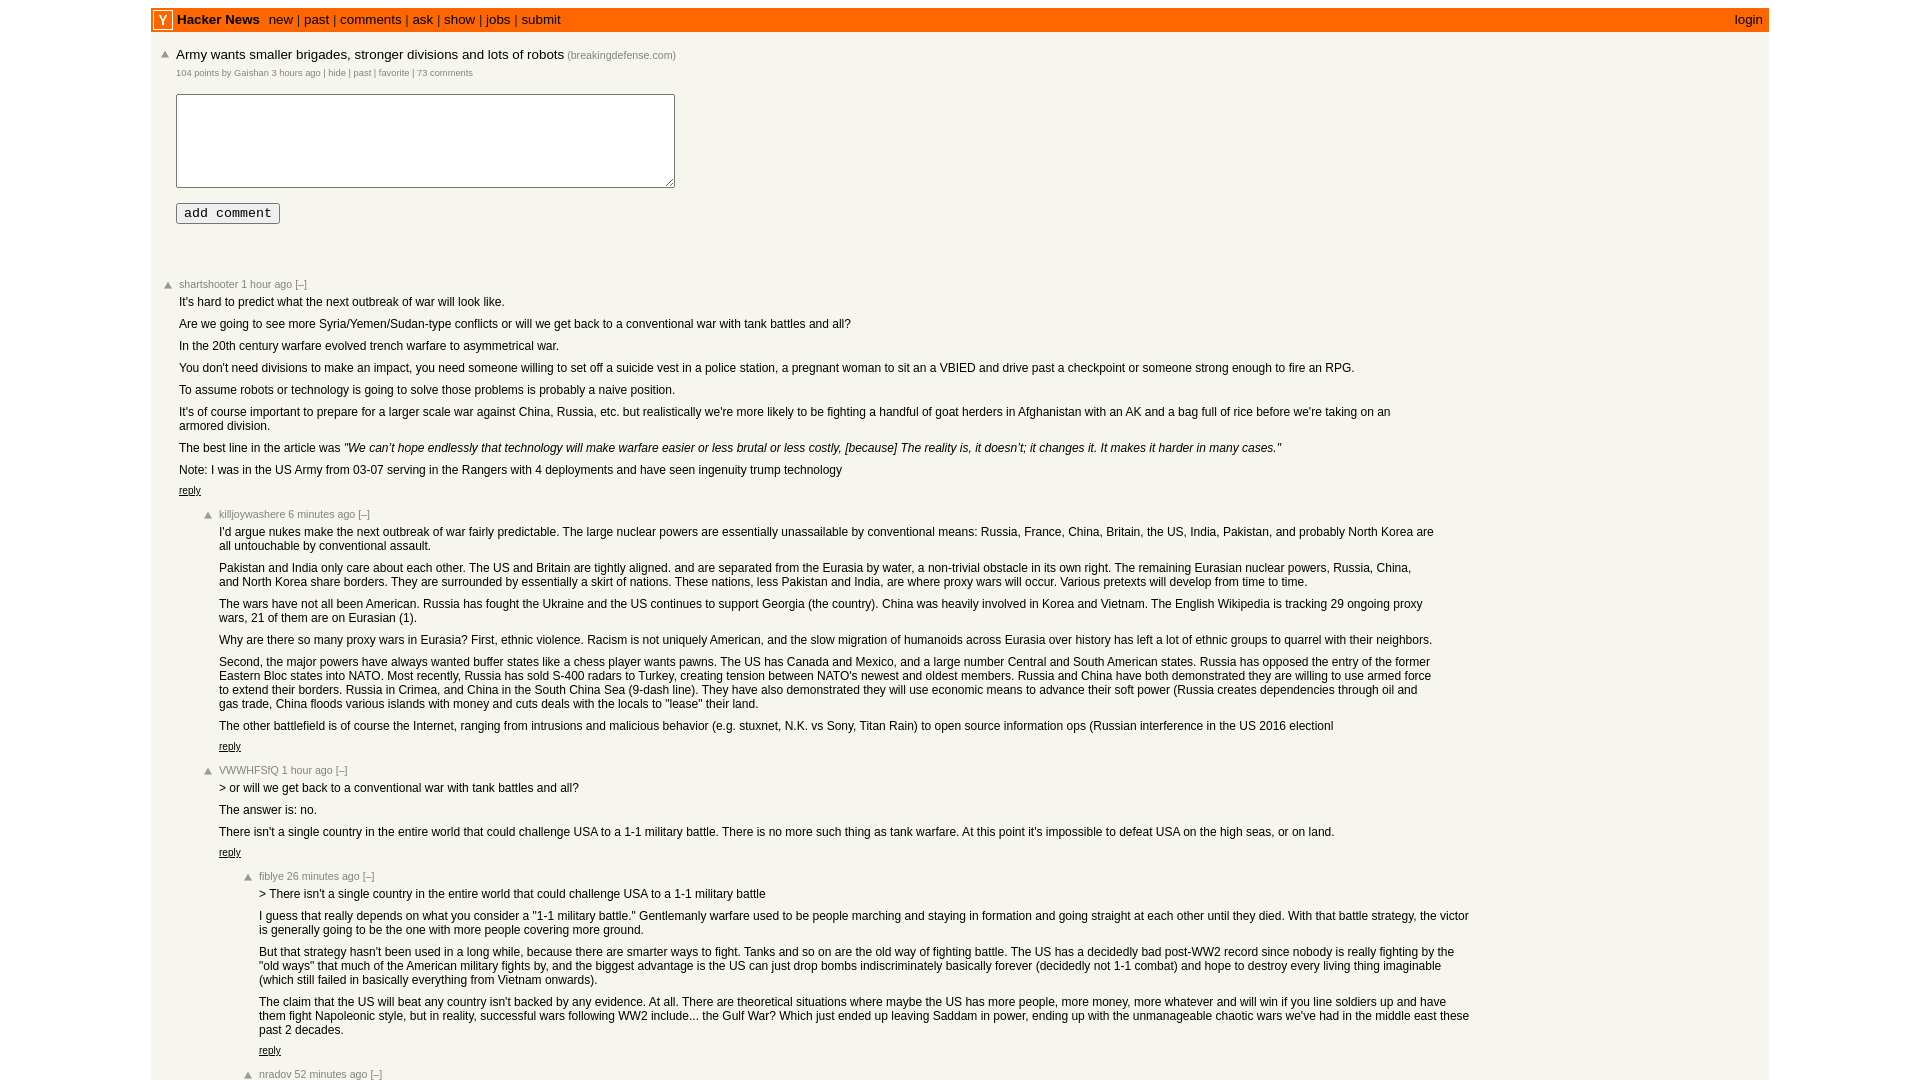 Y Hacker News new | past | comments | ask | show | jobs | submit login
Army wants smaller brigades, stronger divisions and lots of robots (breakingdefense.com)
104 points by Gaishan 3 hours ago | hide | past | favorite | 73 comments
add comment
shartshooter 1 hour ago [–]
It's hard to predict what the next outbreak of war will look like.
Are we going to see more Syria/Yemen/Sudan-type conflicts or will we get back to a conventional war with tank battles and all?
In the 20th century warfare evolved trench warfare to asymmetrical war.
You don't need divisions to make an impact, you need someone willing to set off a suicide vest in a police station, a pregnant woman to sit an a VBIED and drive past a checkpoint or someone strong enough to fire an RPG.
To assume robots or technology is going to solve those problems is probably a naive position.
It's of course important to prepare for a larger scale war against China, Russia, etc. but realistically we're more likely to be fighting a handful of goat herders in Afghanistan with an AK and a bag full of rice before we're taking on an
armored division.
The best line in the article was "We can't hope endlessly that technology will make warfare easier or less brutal or less costly, [because] The reality is, it doesn't; it changes it. It makes it harder in many cases."
Note: I was in the US Army from 03-07 serving in the Rangers with 4 deployments and have seen ingenuity trump technology
reply
killjoywashere 6 minutes ago [–]
I'd argue nukes make the next outbreak of war fairly predictable. The large nuclear powers are essentially unassailable by conventional means: Russia, France, China, Britain, the US, India, Pakistan, and probably North Korea are
all untouchable by conventional assault.
Pakistan and India only care about each other. The US and Britain are tightly aligned. and are separated from the Eurasia by water, a non-trivial obstacle in its own right. The remaining Eurasian nuclear powers, Russia, China,
and North Korea share borders. They are surrounded by essentially a skirt of nations. These nations, less Pakistan and India, are where proxy wars will occur. Various pretexts will develop from time to time.
The wars have not all been American. Russia has fought the Ukraine and the US continues to support Georgia (the country). China was heavily involved in Korea and Vietnam. The English Wikipedia is tracking 29 ongoing proxy
wars, 21 of them are on Eurasian (1).
Why are there so many proxy wars in Eurasia? First, ethnic violence. Racism is not uniquely American, and the slow migration of humanoids across Eurasia over history has left a lot of ethnic groups to quarrel with their neighbors.
Second, the major powers have always wanted buffer states like a chess player wants pawns. The US has Canada and Mexico, and a large number Central and South American states. Russia has opposed the entry of the former
Eastern Bloc states into NATO. Most recently, Russia has sold S-400 radars to Turkey, creating tension between NATO's newest and oldest members. Russia and China have both demonstrated they are willing to use armed force
to extend their borders. Russia in Crimea, and China in the South China Sea (9-dash line). They have also demonstrated they will use economic means to advance their soft power (Russia creates dependencies through oil and
gas trade, China floods various islands with money and cuts deals with the locals to "lease" their land.
The other battlefield is of course the Internet, ranging from intrusions and malicious behavior (e.g. stuxnet, N.K. vs Sony, Titan Rain) to open source information ops (Russian interference in the US 2016 electionl
reply
VWWHFSfQ 1 hour ago [–]
> or will we get back to a conventional war with tank battles and all?
The answer is: no.
There isn't a single country in the entire world that could challenge USA to a 1-1 military battle. There is no more such thing as tank warfare. At this point it's impossible to defeat USA on the high seas, or on land.
reply
fiblye 26 minutes ago [–]
> There isn't a single country in the entire world that could challenge USA to a 1-1 military battle
I guess that really depends on what you consider a "1-1 military battle." Gentlemanly warfare used to be people marching and staying in formation and going straight at each other until they died. With that battle strategy, the victor
is generally going to be the one with more people covering more ground.
But that strategy hasn't been used in a long while, because there are smarter ways to fight. Tanks and so on are the old way of fighting battle. The US has a decidedly bad post-WW2 record since nobody is really fighting by the
"old ways" that much of the American military fights by, and the biggest advantage is the US can just drop bombs indiscriminately basically forever (decidedly not 1-1 combat) and hope to destroy every living thing imaginable
(which still failed in basically everything from Vietnam onwards).
The claim that the US will beat any country isn't backed by any evidence. At all. There are theoretical situations where maybe the US has more people, more money, more whatever and will win if you line soldiers up and have
them fight Napoleonic style, but in reality, successful wars following WW2 include... the Gulf War? Which just ended up leaving Saddam in power, ending up with the unmanageable chaotic wars we've had in the middle east these
past 2 decades.
reply
nradov 52 minutes ago [–]